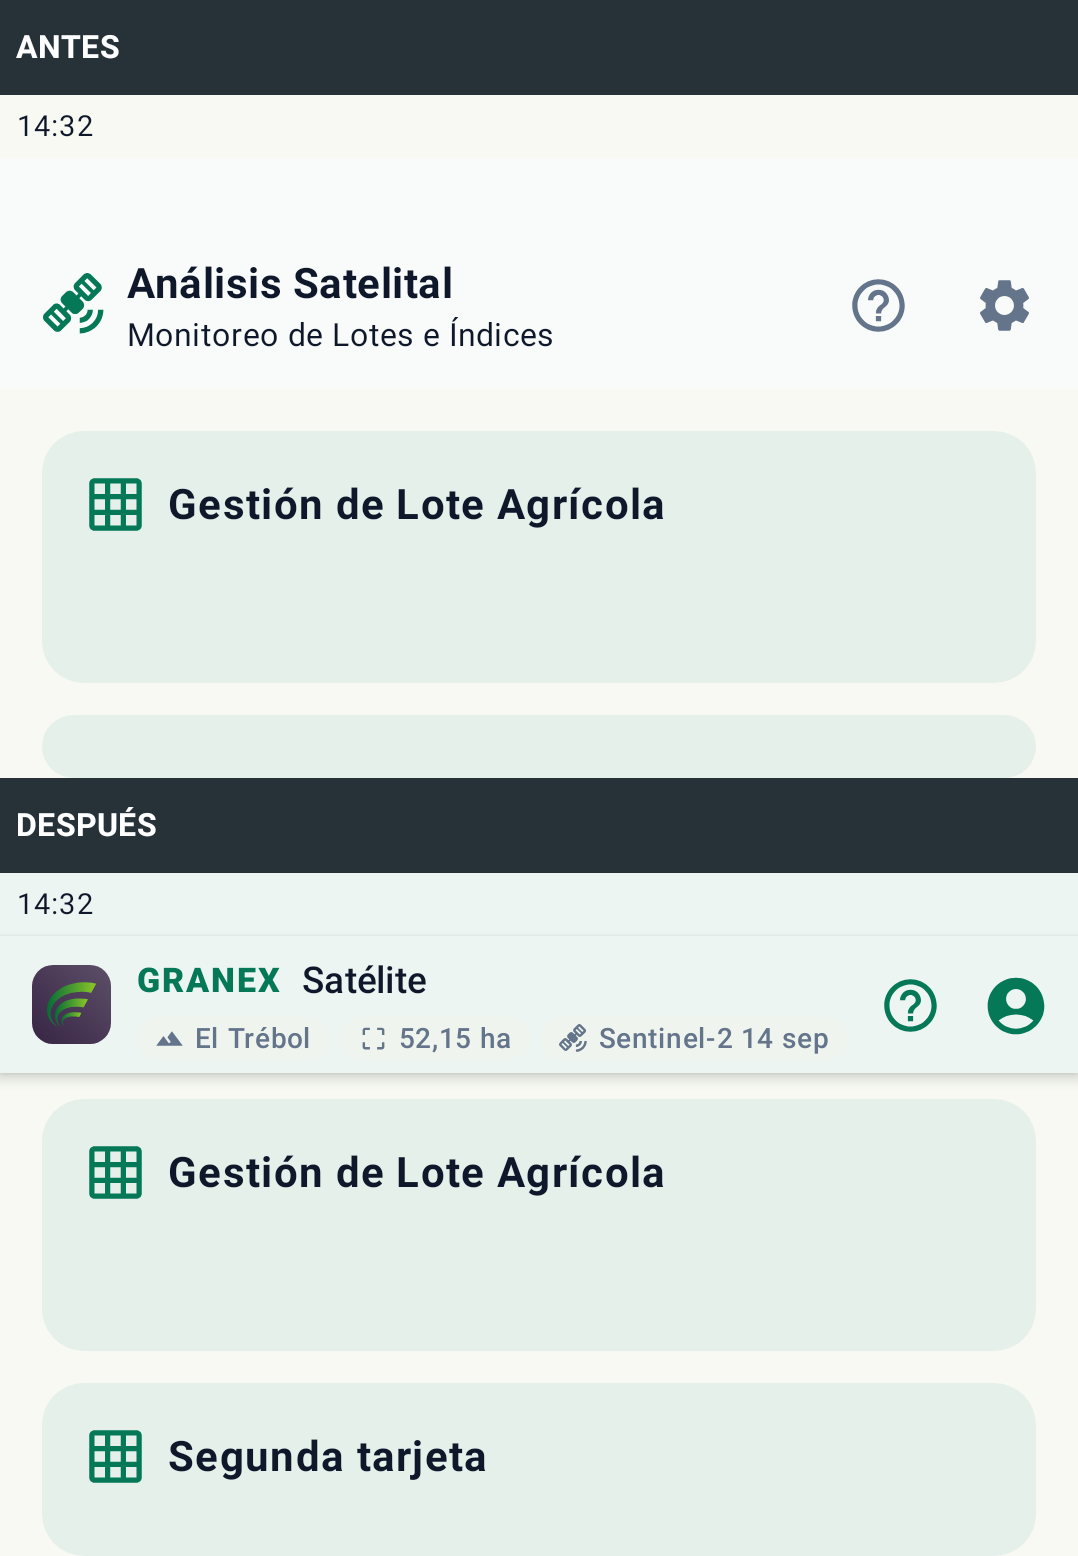 ANTES
14:32
Análisis Satelital
Monitoreo de Lotes e Índices
Gestión de Lote Agrícola
DESPUÉS
14:32
GRANEX Satélite
El Trébol 52,15 ha Sentinel-2 14 sep
Gestión de Lote Agrícola
Segunda tarjeta